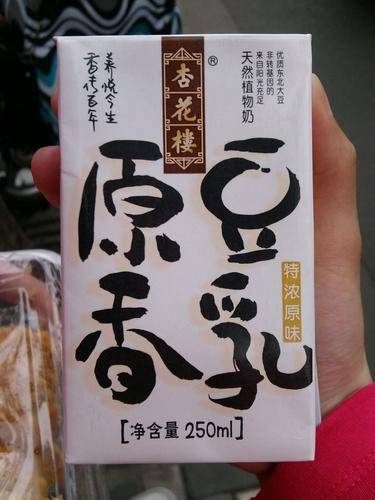 养悦今生
香传百年
杏花楼®
优质东北大豆
非转基因的
来自阳光充足
天然植物奶
原香
豆乳
特浓原味
[净含量 250ml]